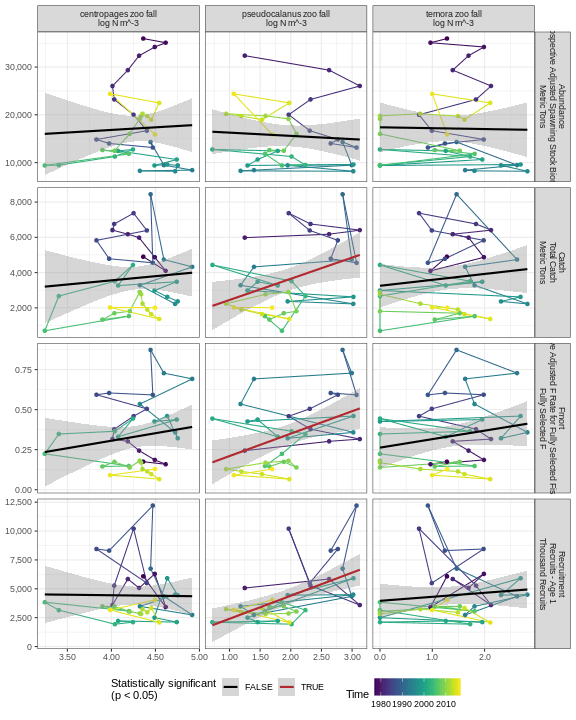 centropages zoo fall
log N m^-3
pseudocalanus zoo fall
log N m^-3
temora zoo fall
log N m^-3
30,000
20,000
10,000
Abundance
Adjusted Spawning Stock
Metric Tons
8,000
6,000
4,000
2,000
Catch
Total Catch
Metric Tons
0.75
0.50
0.25
0.00
Fmort
Adjusted F Rate for Fully Selected
Fully Selected F
12,500
10,000
7,500
5,000
2,500
0
Recruitment
Recruits - Age 1
Thousand Recruits
3.50 4.00 4.50 5.00
1.00 1.50 2.00 2.50 3.00
0.0 1.0 2.0
Statistically significant
(p < 0.05)
FALSE
TRUE
Time
1980 1990 2000 2010